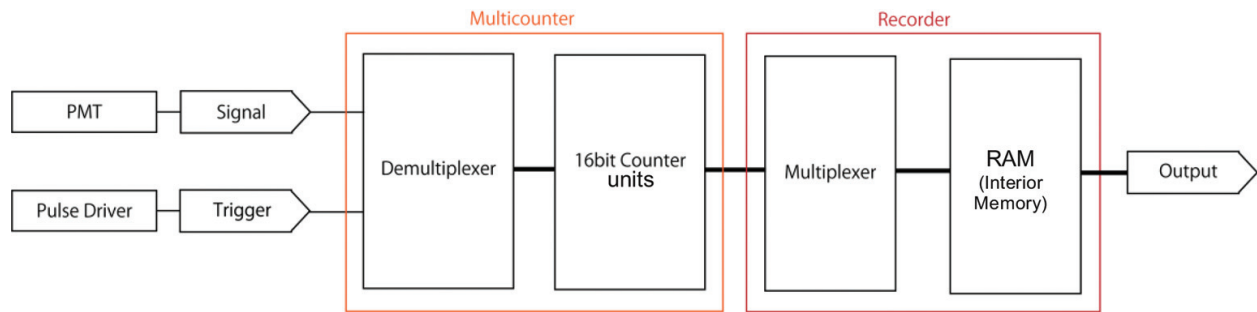 Multicounter
Recorder
PMT
Signal
Pulse Driver
Trigger
Demultiplexer
16bit Counter
units
Multiplexer
RAM
(Interior
Memory)
Output